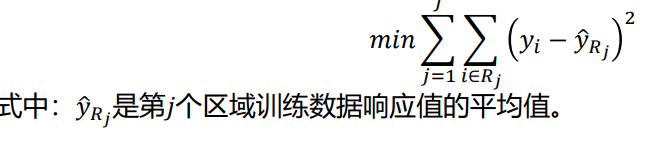 min ∑_{j=1}^{J} ∑_{i∈R_j} (y_i − ŷ_{R_j})^2
式中：ŷ_{R_j}是第j个区域训练数据响应值的平均值。